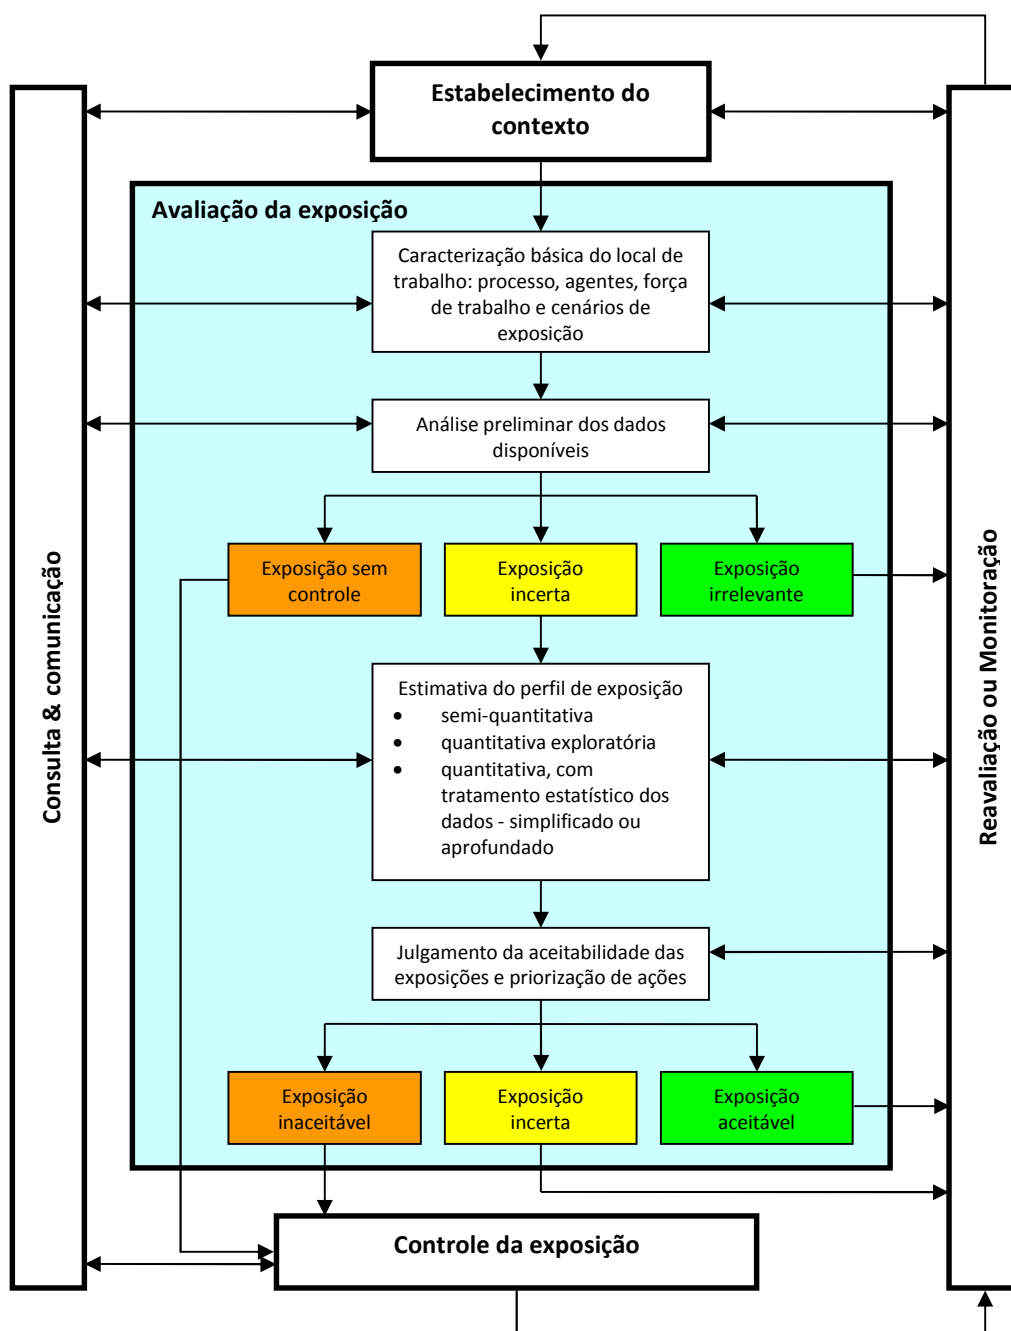 Estabelecimento do
contexto
Consulta & comunicação
Reavaliação ou Monitoração
Avaliação da exposição
Caracterização básica do local de
trabalho: processo, agentes, força
de trabalho e cenários de
exposição
Análise preliminar dos dados
disponíveis
Exposição sem
controle
Exposição
incerta
Exposição
irrelevante
Estimativa do perfil de exposição
• semi-quantitativa
• quantitativa exploratória
• quantitativa, com
tratamento estatístico dos
dados - simplificado ou
aprofundado
Julgamento da aceitabilidade das
exposições e priorização de ações
Exposição
inaceitável
Exposição
incerta
Exposição
aceitável
Controle da exposição